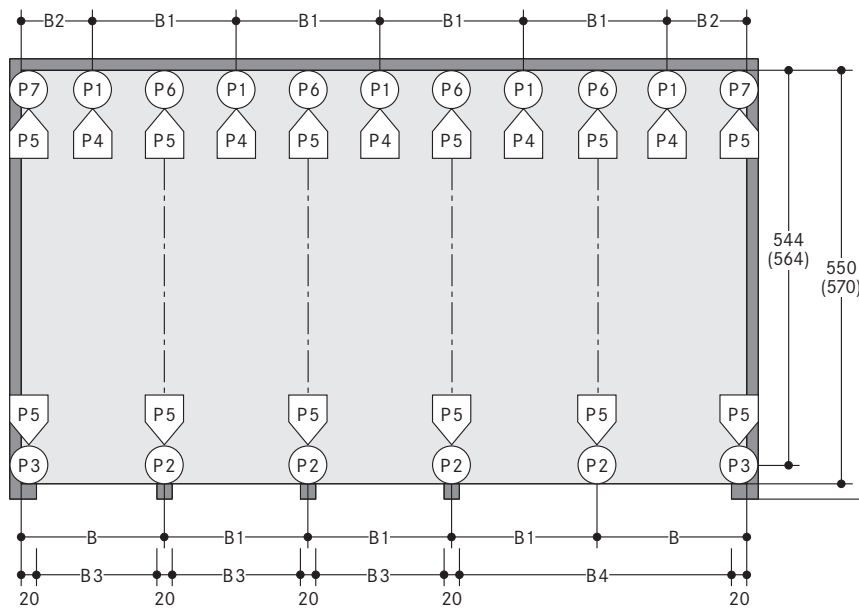 B2 B1 B1 B1 B1 B2
P7 P1 P6 P1 P6 P1 P6 P1 P6 P1 P7
P5 P4 P5 P4 P5 P4 P5 P4 P5 P4 P5
544
(564)
550
(570)
P5 P5 P5 P5 P5 P5
P3 P2 P2 P2 P2 P3
B B1 B1 B1 B
B3 B3 B3 B4
20 20 20 20 20